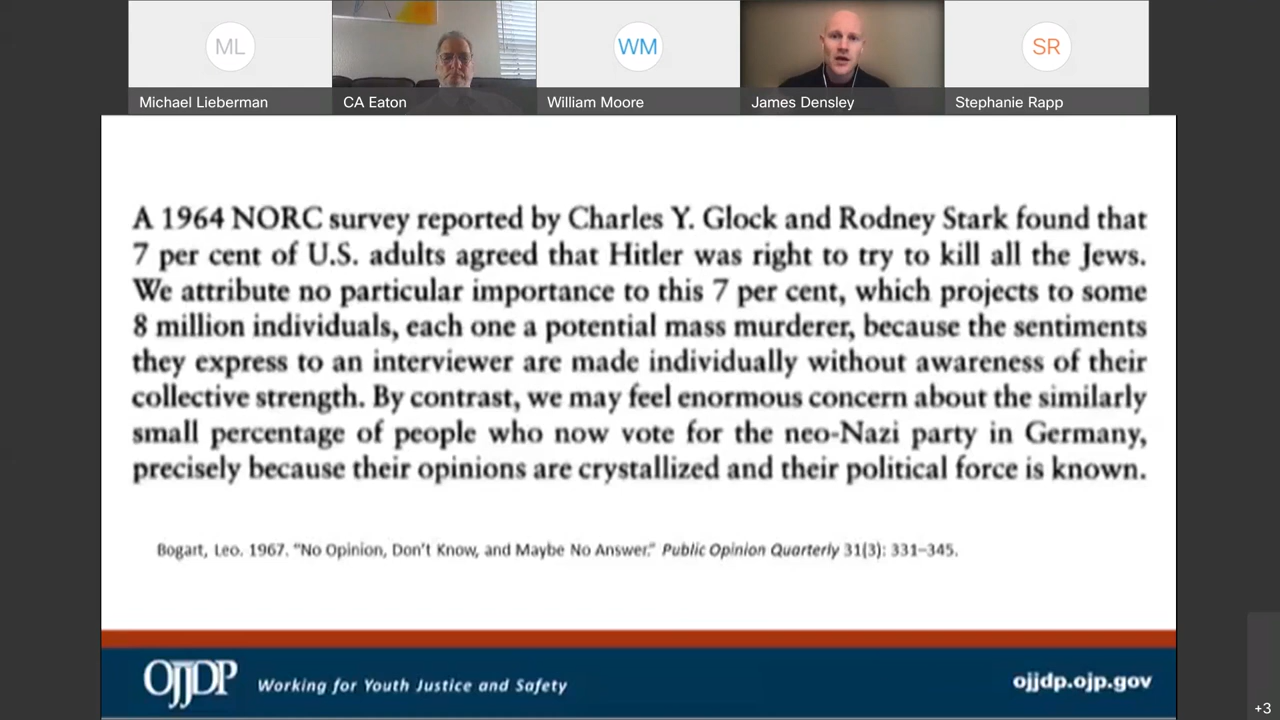 ML
WM
SR
Michael Lieberman
CA Eaton
William Moore
James Densley
Stephanie Rapp
A 1964 NORC survey reported by Charles Y. Glock and Rodney Stark found that
7 per cent of U.S. adults agreed that Hitler was right to try to kill all the Jews.
We attribute no particular importance to this 7 per cent, which projects to some
8 million individuals, each one a potential mass murderer, because the sentiments
they express to an interviewer are made individually without awareness of their
collective strength. By contrast, we may feel enormous concern about the similarly
small percentage of people who now vote for the neo-Nazi party in Germany,
precisely because their opinions are crystallized and their political force is known.
Bogart, Leo. 1967. "No Opinion, Don't Know, and Maybe No Answer." Public Opinion Quarterly 31(3): 331–345.
OJJDP Working for Youth Justice and Safety
ojjdp.ojp.gov
+3